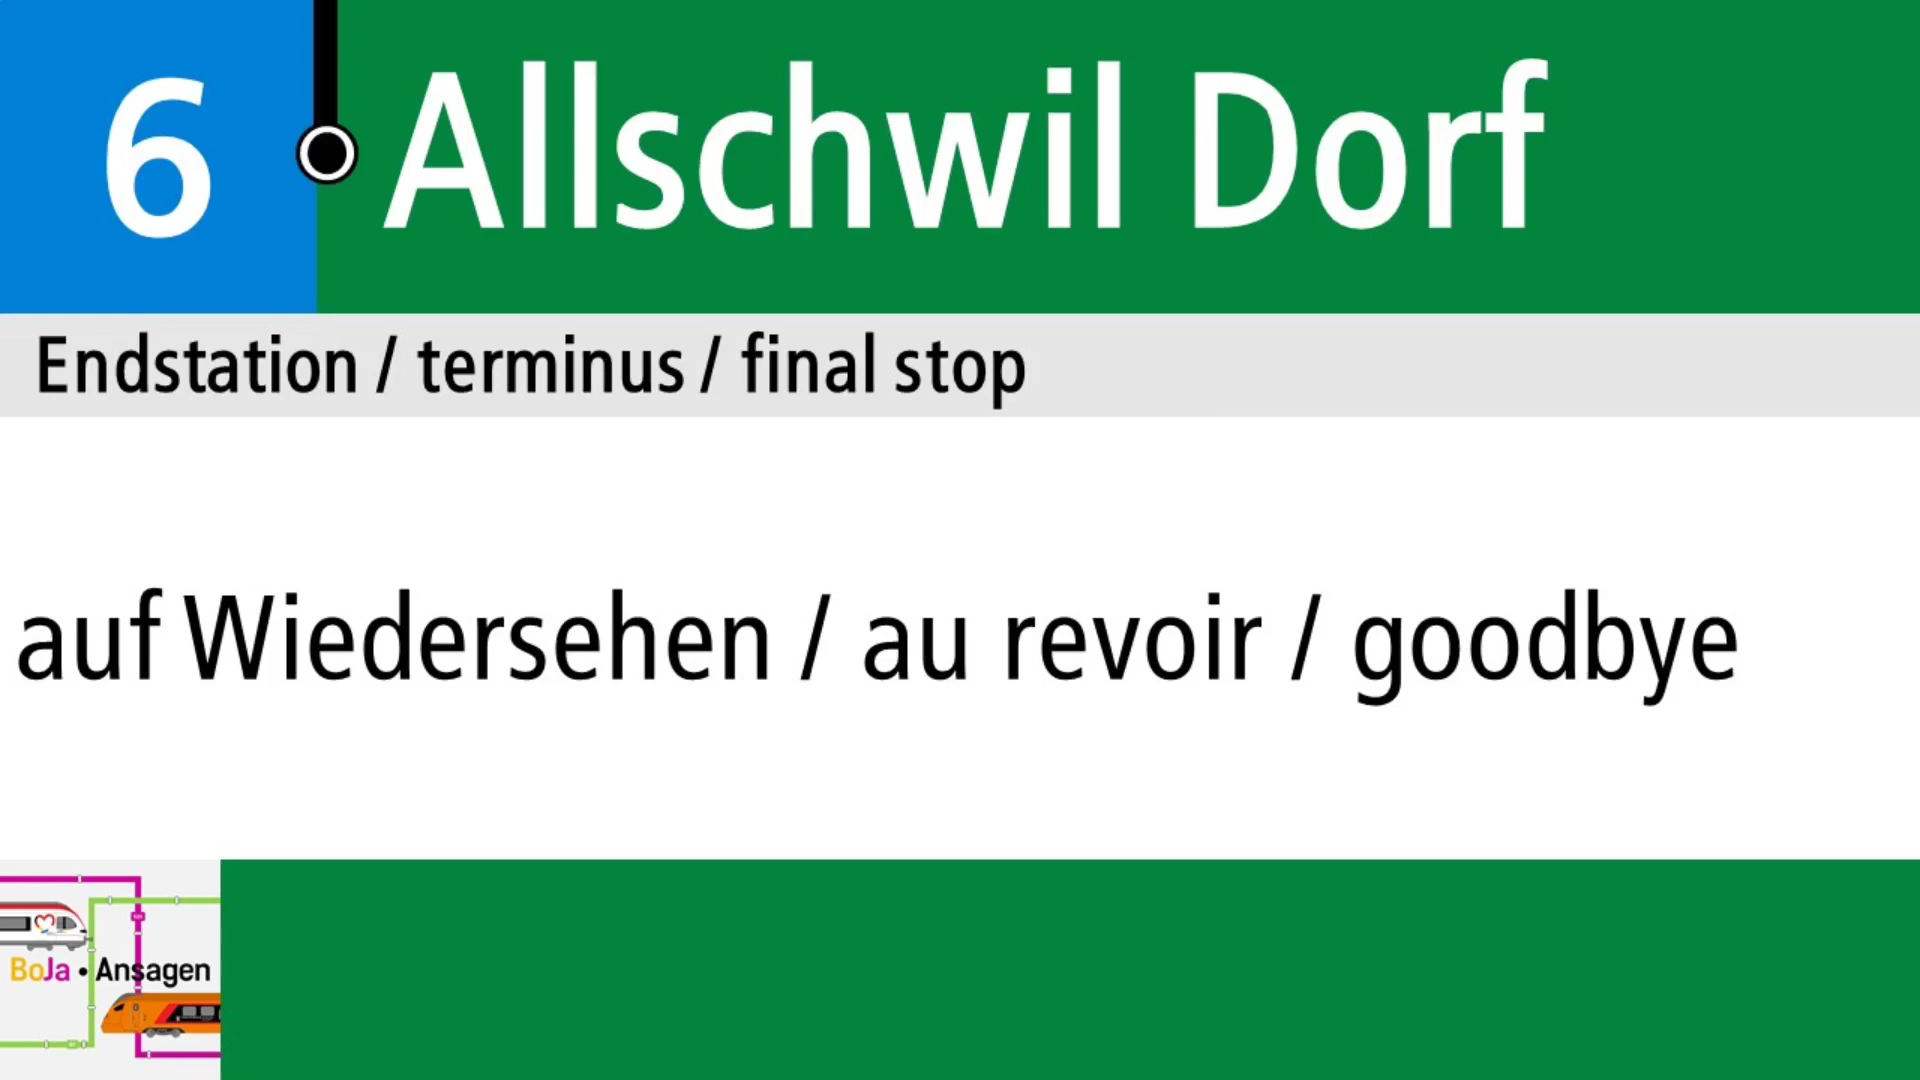 6 Allschwil Dorf
Endstation / terminus / final stop
auf Wiedersehen / au revoir / goodbye
BoJa • Ansagen